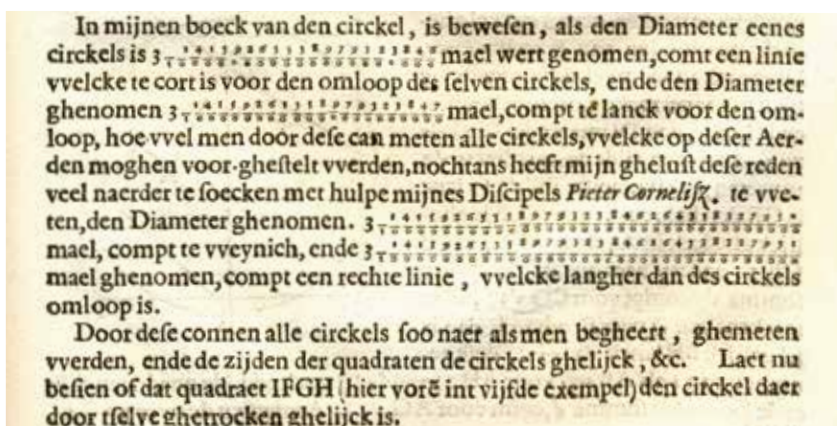 In mijnen boeck van den circkel, is bewesen, als den Diameter eenes
circkels is 3 mael wert genomen, comt een linie
vvelcke te cort is voor den omloop des selven circkels, ende den Diameter
ghenomen 3 mael, compt té lanck voor den om-
loop, hoe vvel men door dese can meten alle circkels, vvelcke op deser Aer-
den moghen voor-ghestelt vverden, nochtans heeft mijn ghelust dese reden
veel naerder te soecken met hulpe mijnes Discipels Pieter Cornelisz. te vve-
ten, den Diameter ghenomen. 3
mael, compt te vveynich, ende 3
mael ghenomen, compt een rechte linie, vvelcke langher dan des circkels
omloop is.
Door dese connen alle circkels soo naer als men begheert, ghemeten
vverden, ende de zijden der quadraten de circkels ghelijck, &c. Laet nu
besien of dat quadraet IFGH (hier vorē int vijfde exempel) den circkel daer
door tselve ghetrocken ghelijck is.